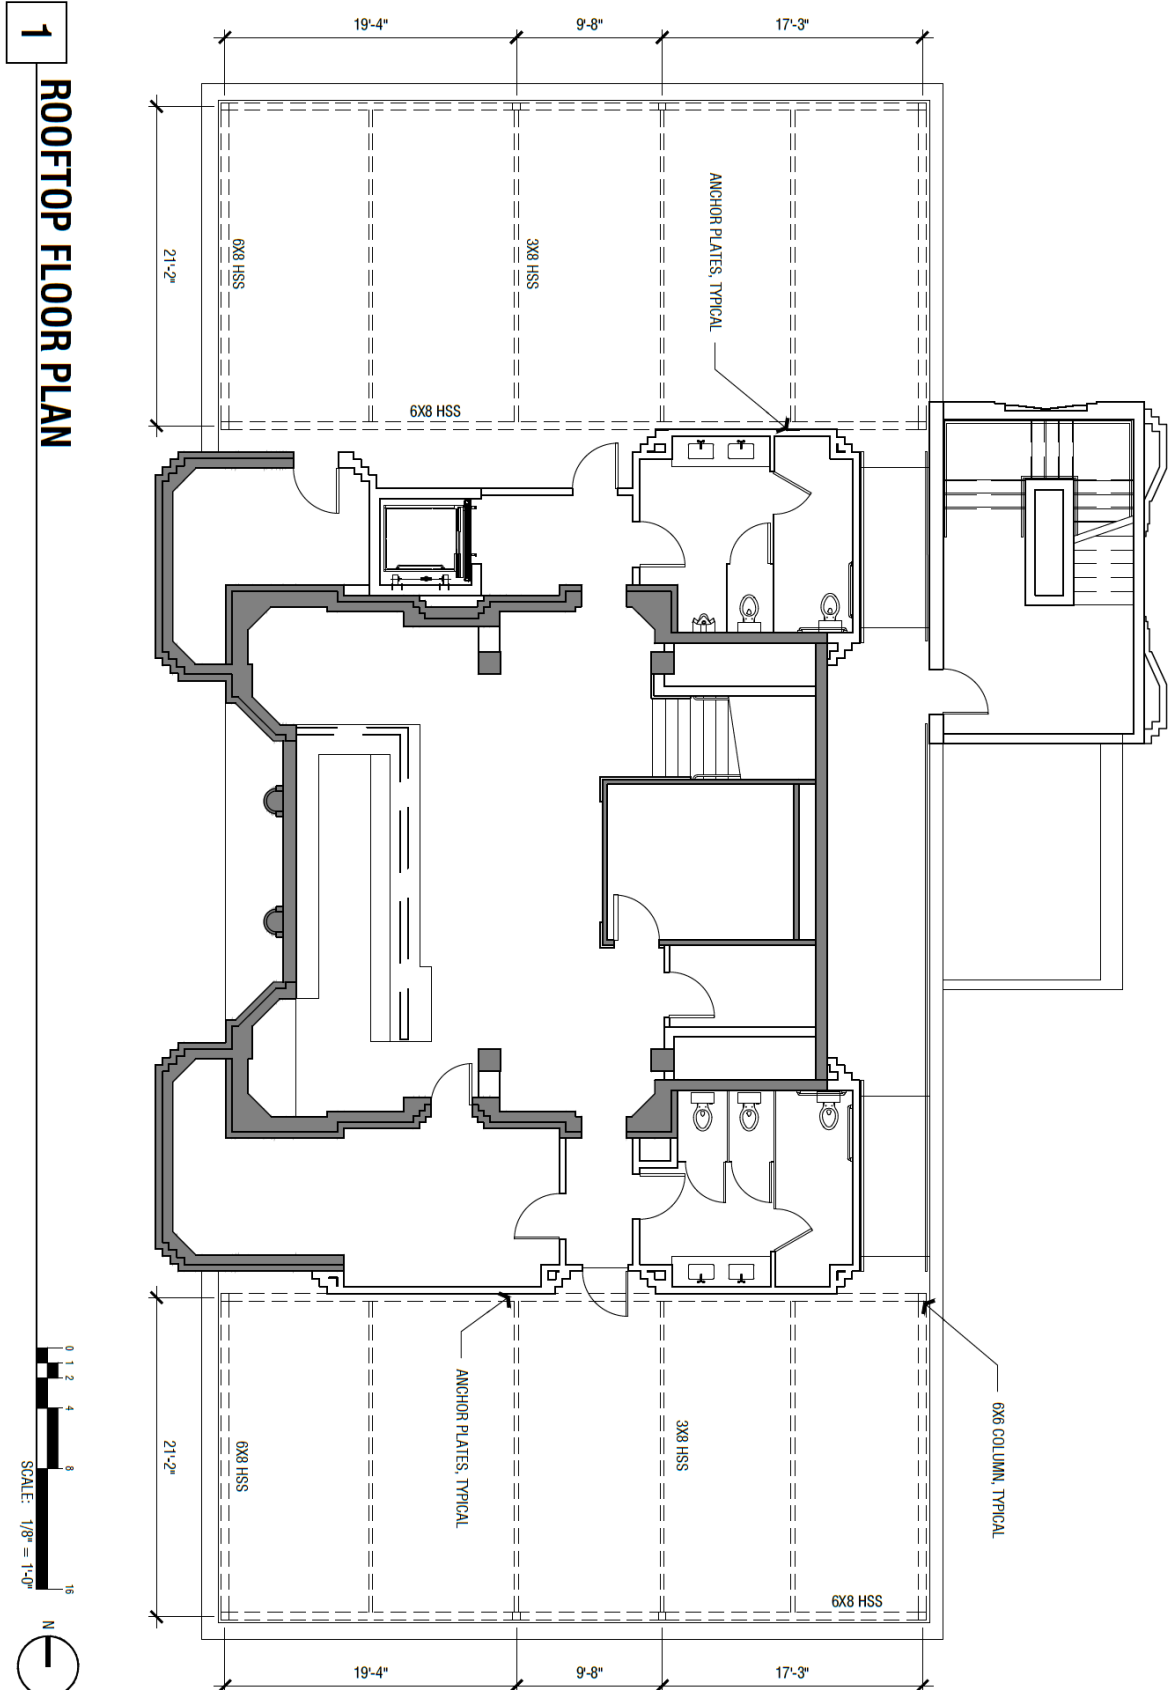 1
ROOFTOP FLOOR PLAN
19'-4"
9'-8"
17'-3"
21'-2"
6X8 HSS
3X8 HSS
ANCHOR PLATES, TYPICAL
6X8 HSS
21'-2"
6X8 HSS
ANCHOR PLATES, TYPICAL
3X8 HSS
6X6 COLUMN, TYPICAL
6X8 HSS
19'-4"
9'-8"
17'-3"
0 1 2 4 8 16
SCALE: 1/8" = 1'-0"
N